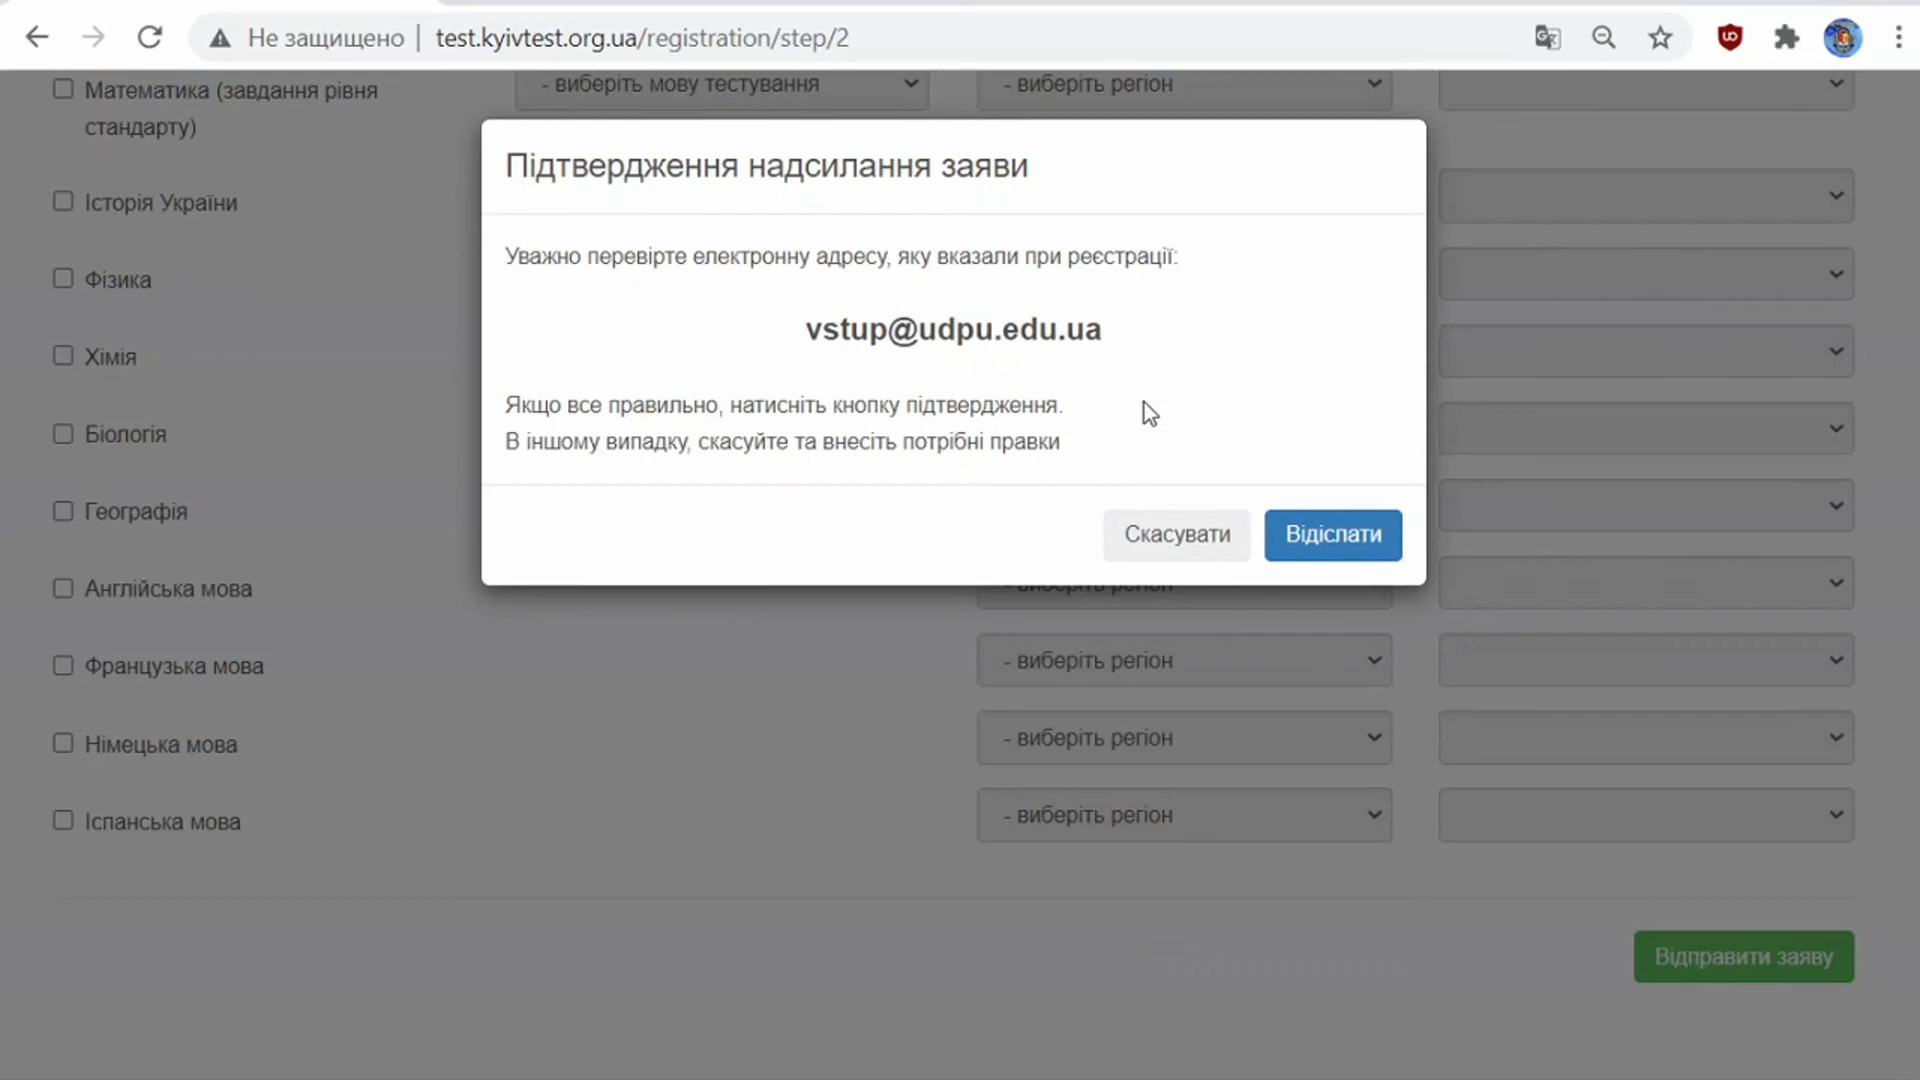 Не защищено | test.kyivtest.org.ua/registration/step/2
Математика (завдання рівня стандарту)
- виберіть мову тестування
- виберіть регіон
Підтвердження надсилання заяви
Історія України
Уважно перевірте електронну адресу, яку вказали при реєстрації:
Фізика
vstup@udpu.edu.ua
Хімія
Якщо все правильно, натисніть кнопку підтвердження.
В іншому випадку, скасуйте та внесіть потрібні правки
Біологія
Географія
Скасувати
Відіслати
Англійська мова
- виберіть регіон
Французька мова
- виберіть регіон
Німецька мова
- виберіть регіон
Іспанська мова
- виберіть регіон
Відправити заяву